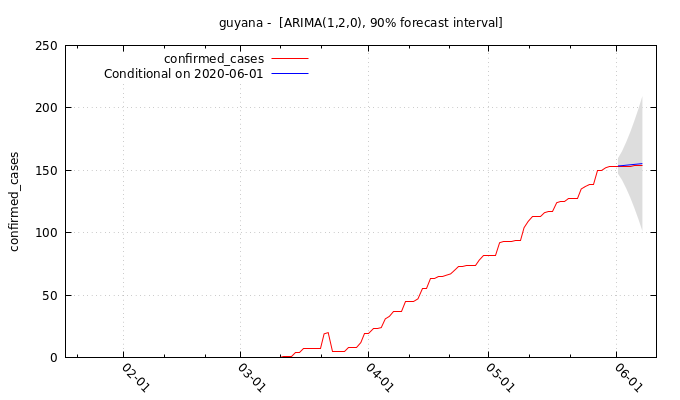 guyana -  [ARIMA(1,2,0), 90% forecast interval]
250
200
150
100
50
0
confirmed_cases
confirmed_cases
Conditional on 2020-06-01
02-01
03-01
04-01
05-01
06-01